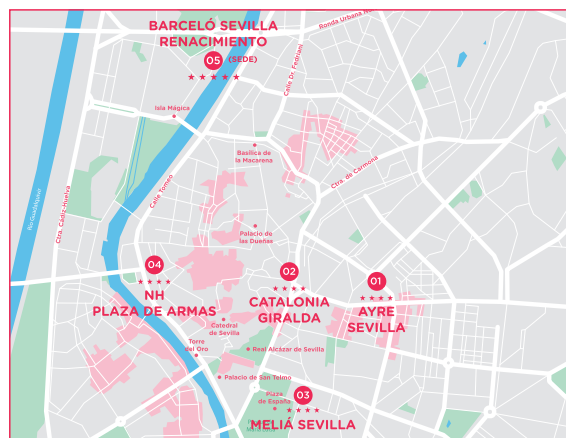 BARCELÓ SEVILLA
RENACIMIENTO
05 (SEDE)
Ronda Urbana
Calle Dr. Fedriani
Isla Mágica
Basílica de
la Macarena
Ctra. de Carmona
Calle Torneo
Río Guadalquivir
Ctra. Cádiz-Huelva
Palacio de
las Dueñas
04
NH
PLAZA DE ARMAS
02
CATALONIA
GIRALDA
01
AYRE
SEVILLA
Catedral
de Sevilla
Torre
del Oro
Real Alcázar de Sevilla
Palacio de San Telmo
Plaza
de España
03
MELIÁ SEVILLA